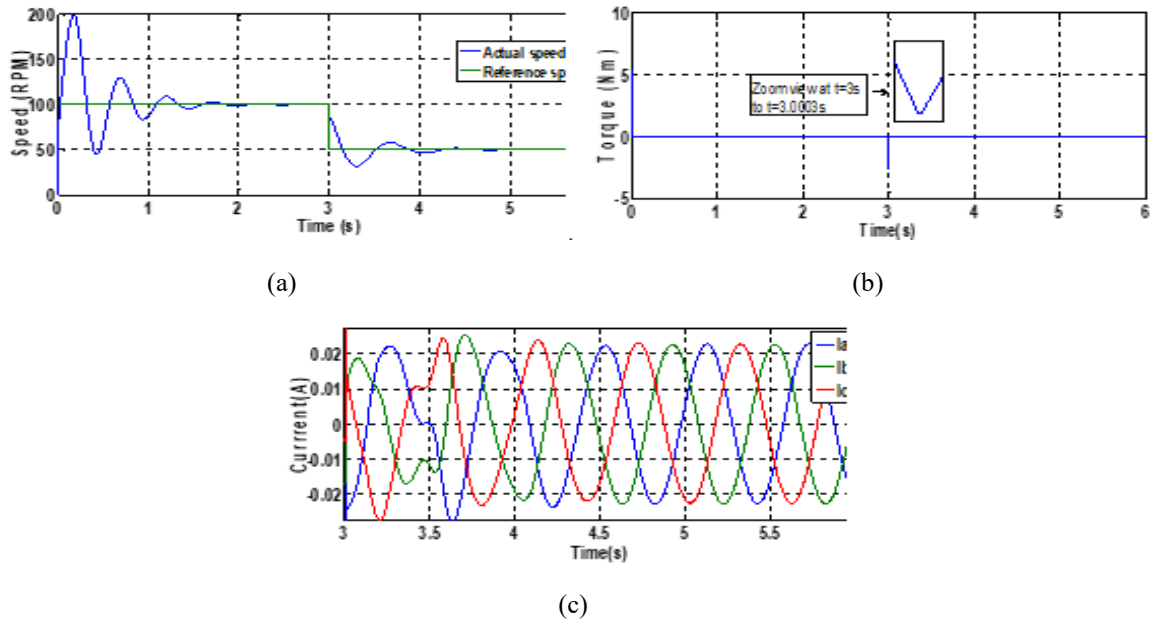 200
150
100
50
0
Speed (RPM)
0 1 2 3 4 5
Time (s)
Actual speed
Reference sp
(a)
10
5
0
-5
Torque (Nm)
0 1 2 3 4 5 6
Time(s)
Zoom view at t=3s
to t=3.0003s
(b)
0.02
0.01
0
-0.01
-0.02
Currrent(A)
3 3.5 4 4.5 5 5.5
Time(s)
Ia
(c)